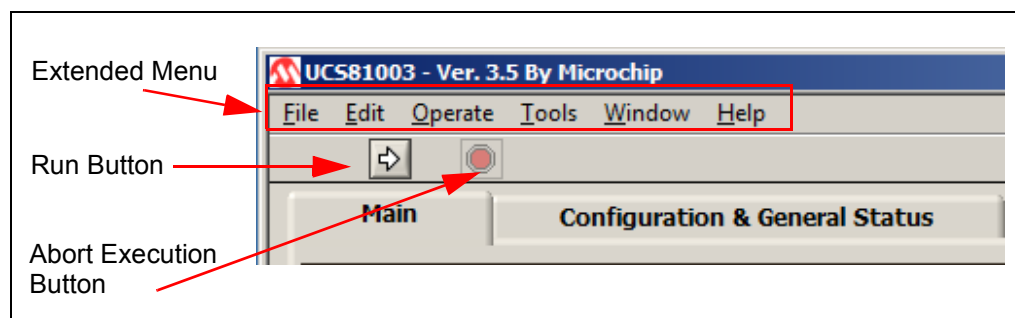 Extended Menu
UCS81003 - Ver. 3.5 By Microchip
File Edit Operate Tools Window Help
Run Button
Main
Configuration & General Status
Abort Execution
Button